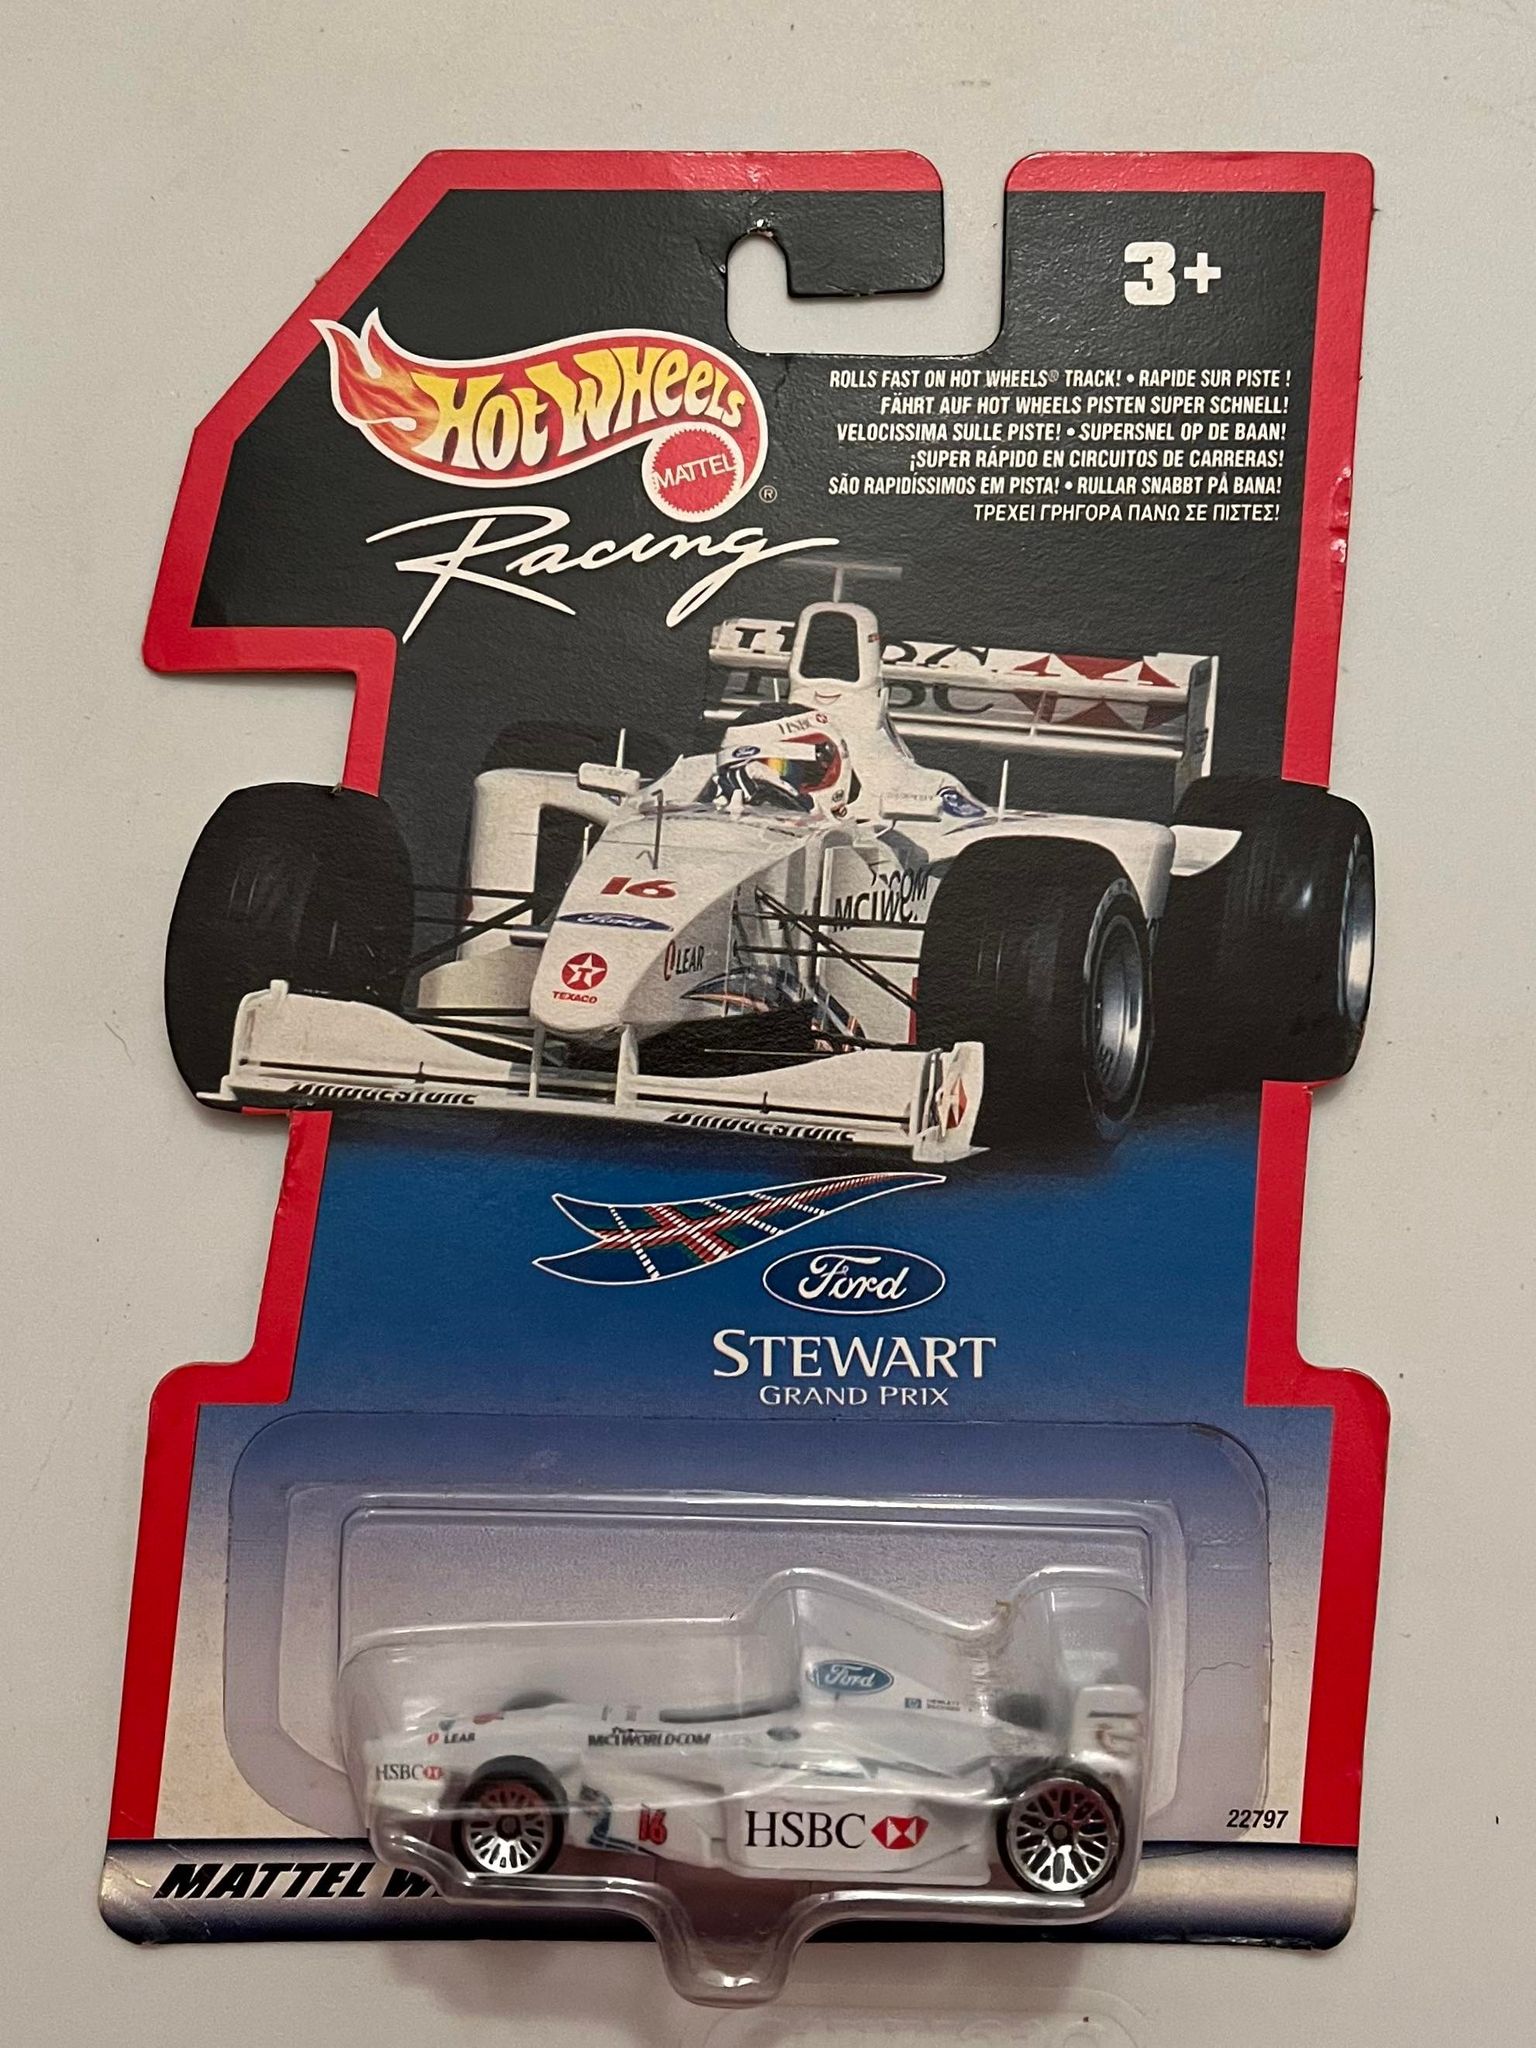 3+
HOT WHEELS
MATTEL
®
Racing
ROLLS FAST ON HOT WHEELS® TRACK! • RAPIDE SUR PISTE !
FÄHRT AUF HOT WHEELS PISTEN SUPER SCHNELL!
VELOCISSIMA SULLE PISTE! • SUPERSNEL OP DE BAAN!
¡SUPER RÁPIDO EN CIRCUITOS DE CARRERAS!
SÃO RAPIDÍSSIMOS EM PISTA! • RULLAR SNABBT PÅ BANA!
ΤΡΕΧΕΙ ΓΡΗΓΟΡΑ ΠΑΝΩ ΣΕ ΠΙΣΤΕΣ!
HSBC
Ford
16
Ford
LEAR
TEXACO
BRIDGESTONE
BRIDGESTONE
Ford
STEWART
GRAND PRIX
Ford
LEAR
MCIWORLDCOM
HSBC
16
HSBC
22797
MATTEL